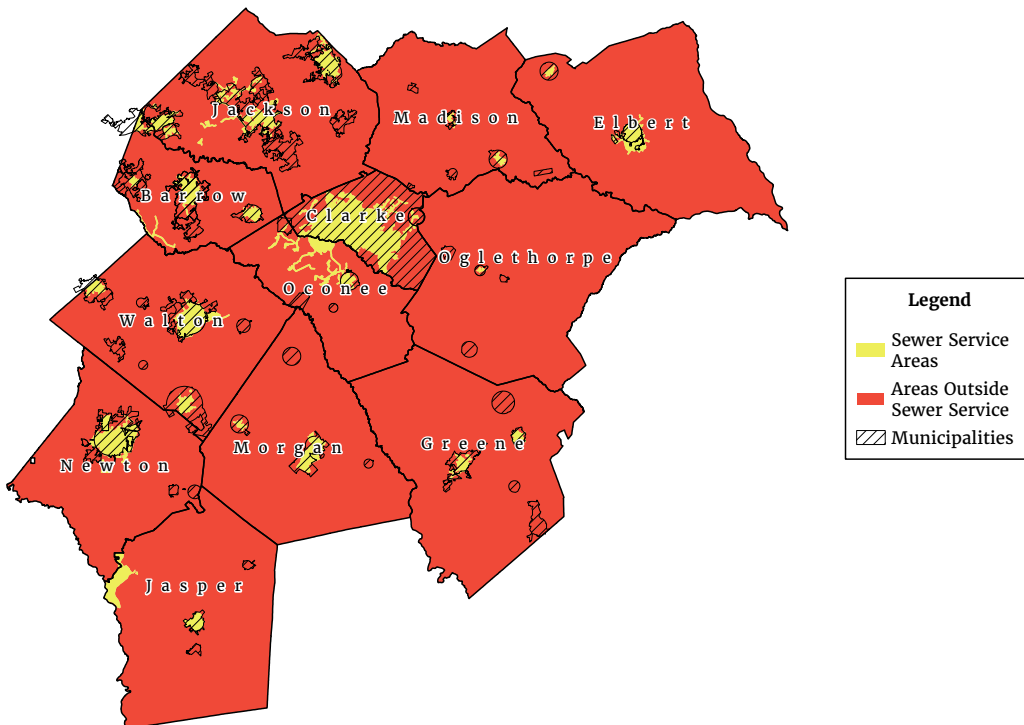 Jackson
Madison
Elbert
Barrow
Clarke
Oglethorpe
Oconee
Walton
Morgan
Greene
Newton
Jasper
Legend
Sewer Service
Areas
Areas Outside
Sewer Service
Municipalities